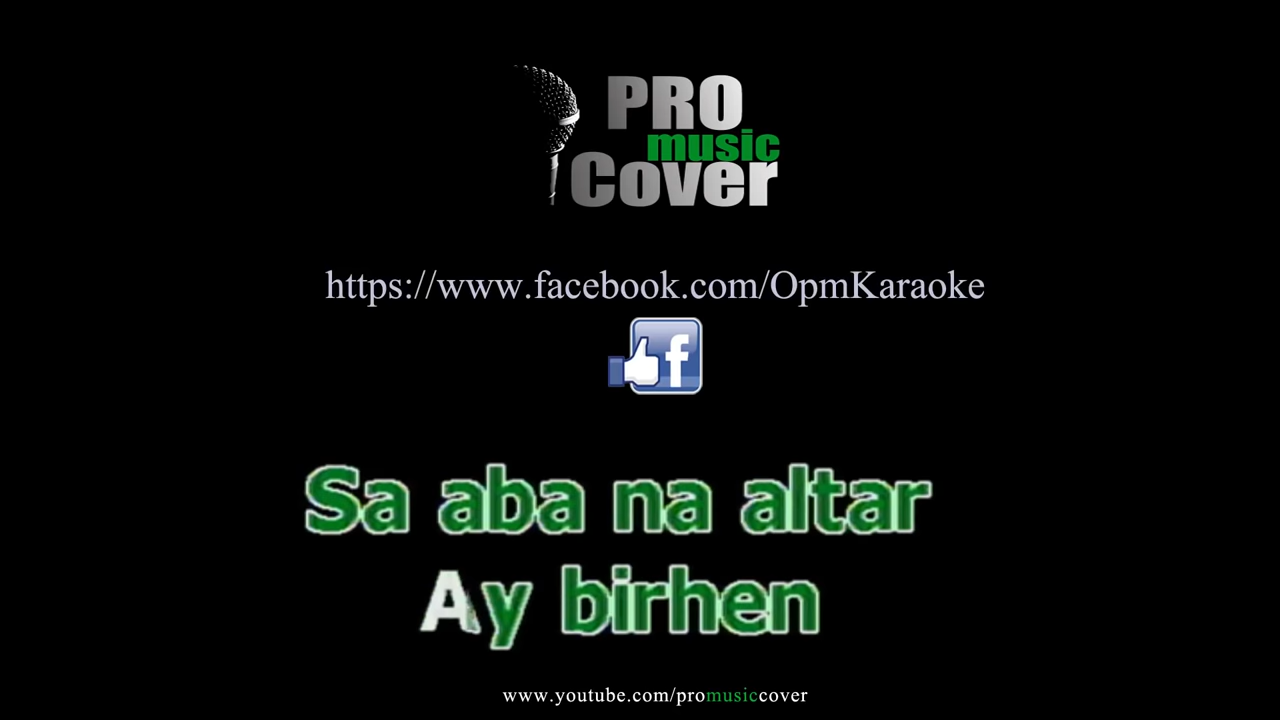 PRO
music
Cover
https://www.facebook.com/OpmKaraoke
f
Sa aba na altar
Ay birhen
www.youtube.com/promusiccover